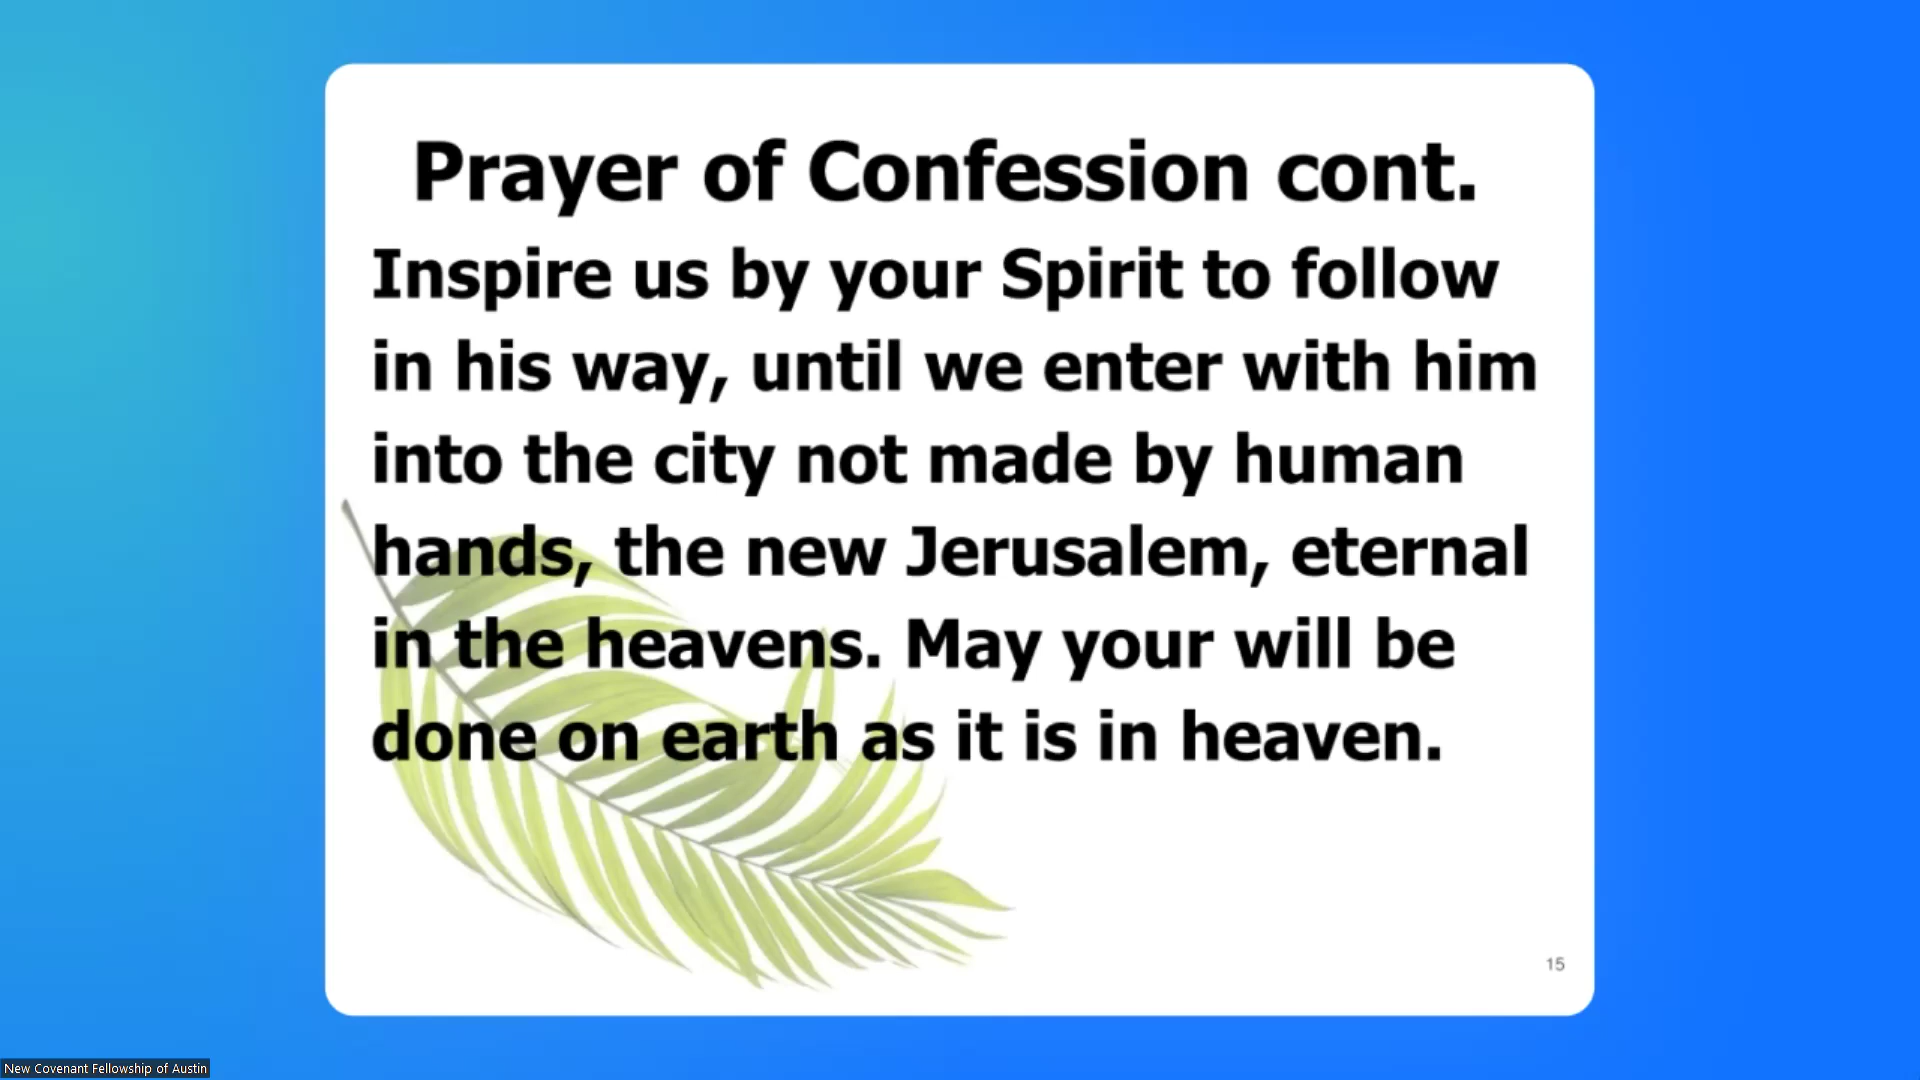 Prayer of Confession cont.
Inspire us by your Spirit to follow
in his way, until we enter with him
into the city not made by human
hands, the new Jerusalem, eternal
in the heavens. May your will be
done on earth as it is in heaven.
15
New Covenant Fellowship of Austin